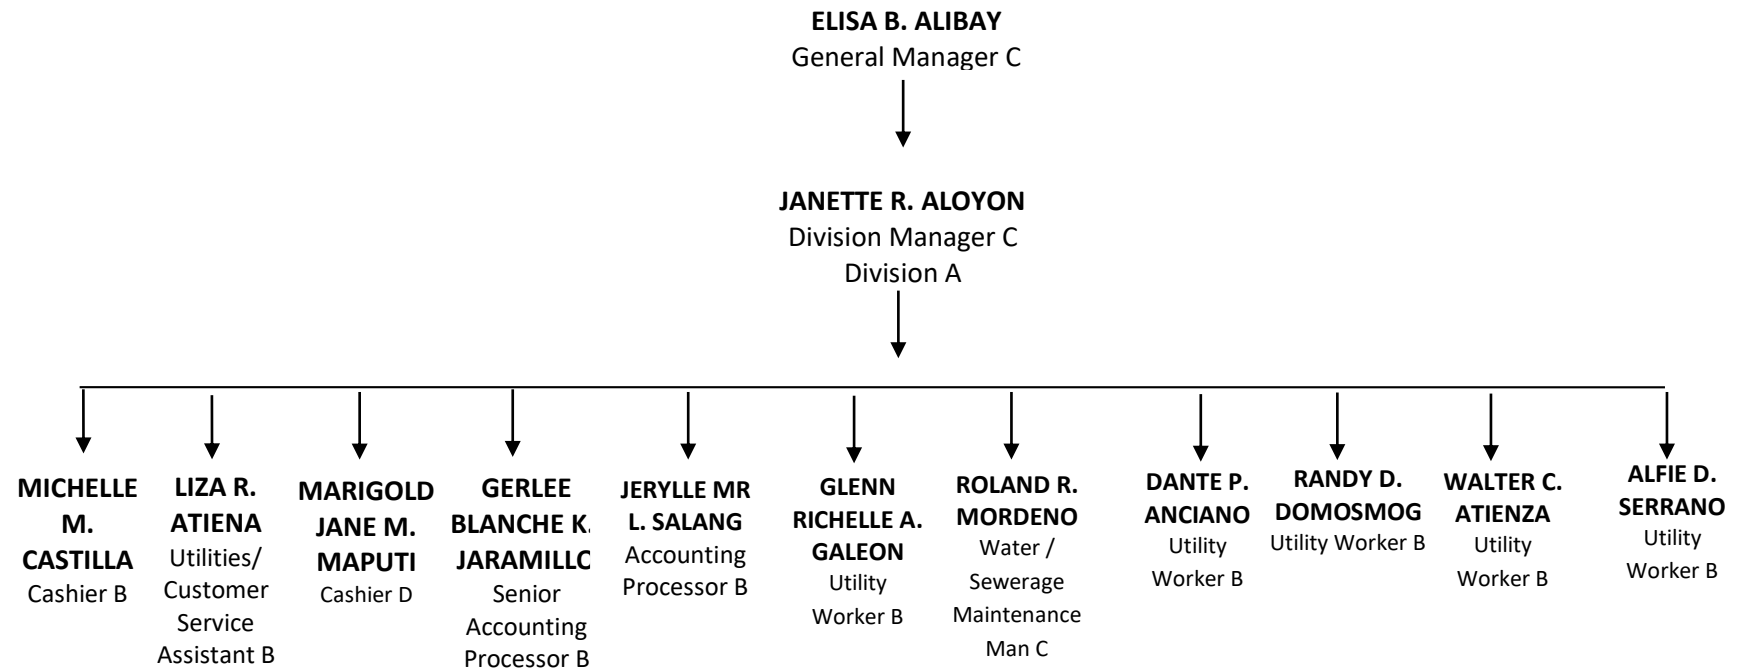 ELISA B. ALIBAY
General Manager C
JANETTE R. ALOYON
Division Manager C
Division A
MICHELLE
M.
CASTILLA
Cashier B
LIZA R.
ATIENA
Utilities/
Customer
Service
Assistant B
MARIGOLD
JANE M.
MAPUTI
Cashier D
GERLEE
BLANCHE K.
JARAMILLO
Senior
Accounting
Processor B
JERYLLE MR
L. SALANG
Accounting
Processor B
GLENN
RICHELLE A.
GALEON
Utility
Worker B
ROLAND R.
MORDENO
Water /
Sewerage
Maintenance
Man C
DANTE P.
ANCIANO
Utility
Worker B
RANDY D.
DOMOSMOG
Utility Worker B
WALTER C.
ATIENZA
Utility
Worker B
ALFIE D.
SERRANO
Utility
Worker B